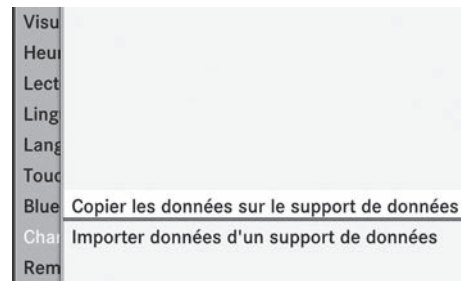 Visu
Heur
Lect
Ling
Lang
Touc
Blue
Copier les données sur le support de données
Char
Importer données d'un support de données
Rem